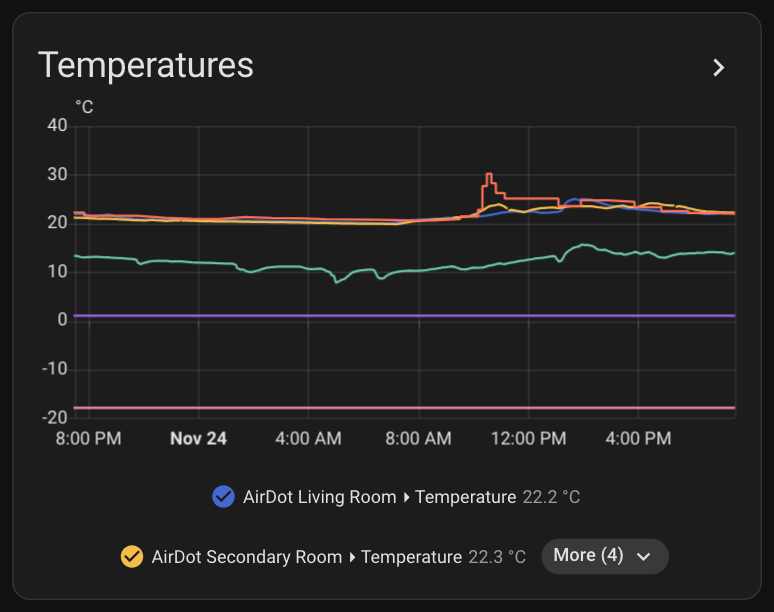 Temperatures
°C
40
30
20
10
0
-10
-20
8:00 PM Nov 24 4:00 AM 8:00 AM 12:00 PM 4:00 PM
AirDot Living Room ▸ Temperature 22.2 °C
AirDot Secondary Room ▸ Temperature 22.3 °C More (4)